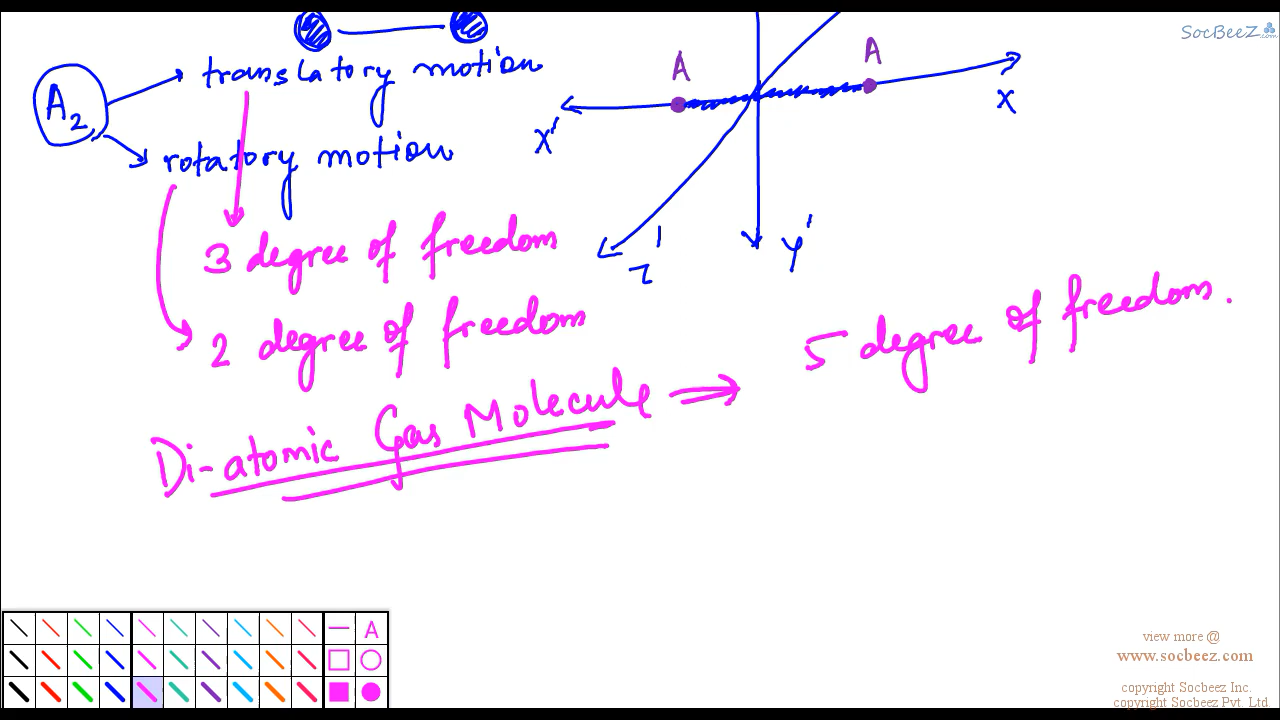 SocBeeZ.com
A₂
translatory motion
rotatory motion
A
A
X'
X
Z'
Y'
3 degree of freedom
2 degree of freedom
5 degree of freedom.
Di-atomic Gas Molecule ⇒
A
view more @
www.socbeez.com
copyright Socbeez Inc.
copyright Socbeez Pvt. Ltd.